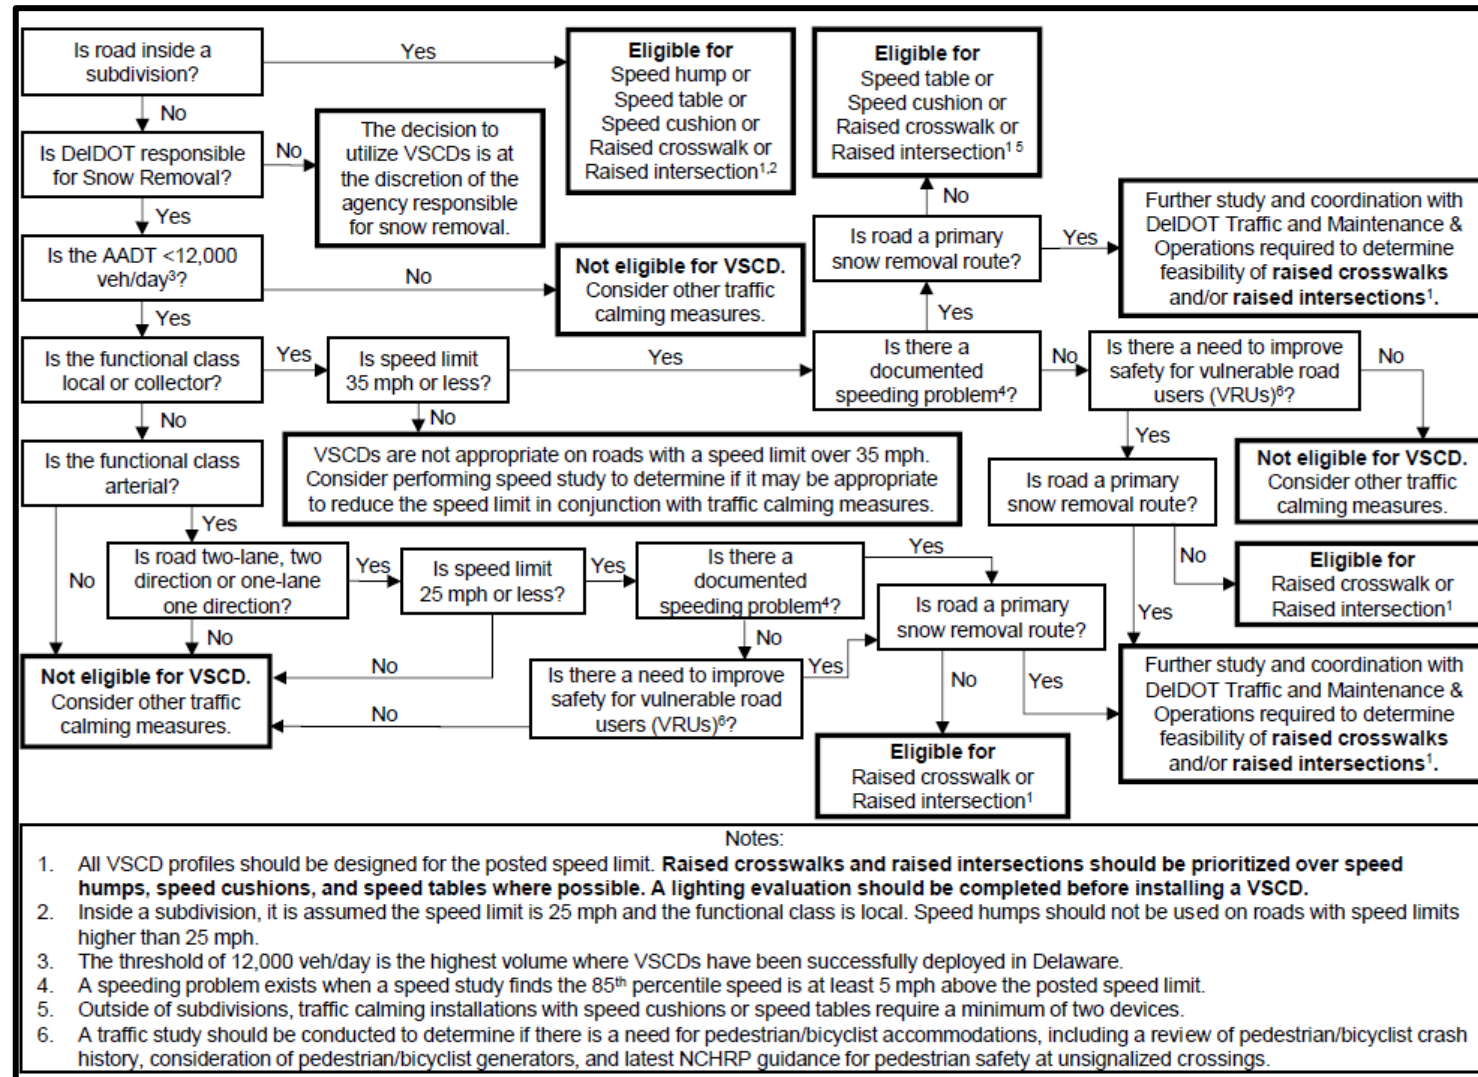 Is road inside a
subdivision?
Yes
Eligible for
Speed hump or
Speed table or
Speed cushion or
Raised crosswalk or
Raised intersection1,2
Eligible for
Speed table or
Speed cushion or
Raised crosswalk or
Raised intersection1 5
No
Is DelDOT responsible
for Snow Removal?
No
The decision to
utilize VSCDs is at
the discretion of the
agency responsible
for snow removal.
Yes
No
Is road a primary
snow removal route?
Yes
Further study and coordination with
DelDOT Traffic and Maintenance &
Operations required to determine
feasibility of raised crosswalks
and/or raised intersections1.
Is the AADT <12,000
veh/day3?
No
Not eligible for VSCD.
Consider other traffic
calming measures.
Yes
Yes
Is the functional class
local or collector?
Yes
Is speed limit
35 mph or less?
Yes
Is there a
documented
speeding problem4?
No
Is there a need to improve
safety for vulnerable road
users (VRUs)6?
No
No
No
VSCDs are not appropriate on roads with a speed limit over 35 mph.
Consider performing speed study to determine if it may be appropriate
to reduce the speed limit in conjunction with traffic calming measures.
Yes
Not eligible for VSCD.
Consider other traffic
calming measures.
Is the functional class
arterial?
Is road a primary
snow removal route?
No
Yes
No
Eligible for
Raised crosswalk or
Raised intersection1
Yes
Is road two-lane, two
direction or one-lane
one direction?
Yes
Is speed limit
25 mph or less?
Yes
Is there a
documented
speeding problem4?
Yes
Is road a primary
snow removal route?
No
No
No
Not eligible for VSCD.
Consider other traffic
calming measures.
No
Is there a need to improve
safety for vulnerable road
users (VRUs)6?
Yes
No
Yes
Further study and coordination with
DelDOT Traffic and Maintenance &
Operations required to determine
feasibility of raised crosswalks
and/or raised intersections1.
Eligible for
Raised crosswalk or
Raised intersection1
Notes:
1. All VSCD profiles should be designed for the posted speed limit. Raised crosswalks and raised intersections should be prioritized over speed
humps, speed cushions, and speed tables where possible. A lighting evaluation should be completed before installing a VSCD.
2. Inside a subdivision, it is assumed the speed limit is 25 mph and the functional class is local. Speed humps should not be used on roads with speed limits
higher than 25 mph.
3. The threshold of 12,000 veh/day is the highest volume where VSCDs have been successfully deployed in Delaware.
4. A speeding problem exists when a speed study finds the 85th percentile speed is at least 5 mph above the posted speed limit.
5. Outside of subdivisions, traffic calming installations with speed cushions or speed tables require a minimum of two devices.
6. A traffic study should be conducted to determine if there is a need for pedestrian/bicyclist accommodations, including a review of pedestrian/bicyclist crash
history, consideration of pedestrian/bicyclist generators, and latest NCHRP guidance for pedestrian safety at unsignalized crossings.